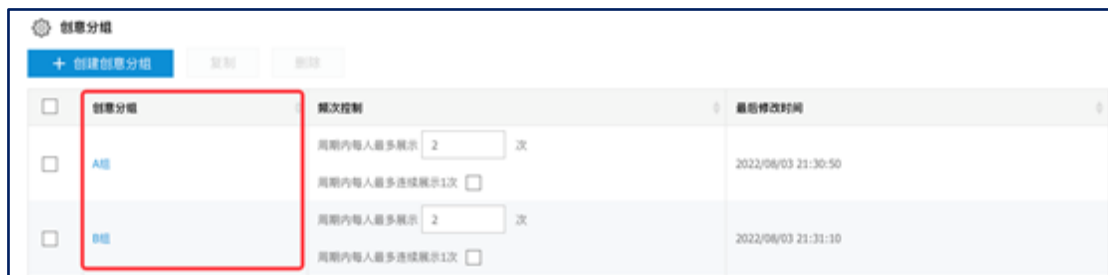 创意分组
+ 创建创意分组 复制 删除
创意分组 频次控制 最后修改时间
周期内每人最多展示 2 次
A组 2022/08/03 21:30:50
周期内每人最多连续展示1次
周期内每人最多展示 2 次
B组 2022/08/03 21:31:10
周期内每人最多连续展示1次